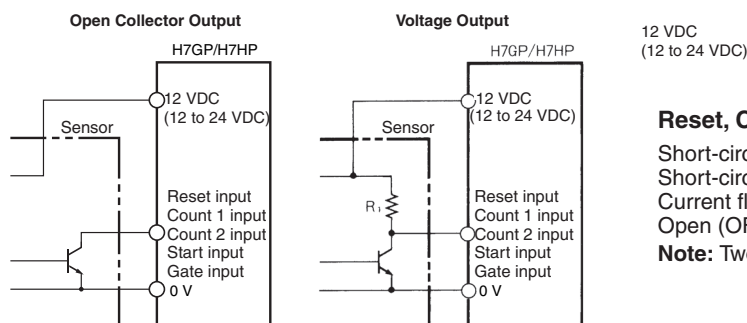 Open Collector Output
H7GP/H7HP
12 VDC
(12 to 24 VDC)
Sensor
Reset input
Count 1 input
Count 2 input
Start input
Gate input
0 V
Voltage Output
H7GP/H7HP
12 VDC
(12 to 24 VDC)
Sensor
R₁
Reset input
Count 1 input
Count 2 input
Start input
Gate input
0 V
12 VDC
(12 to 24 VDC)
Reset,
Short-circ
Short-circ
Current f
Open
Note: